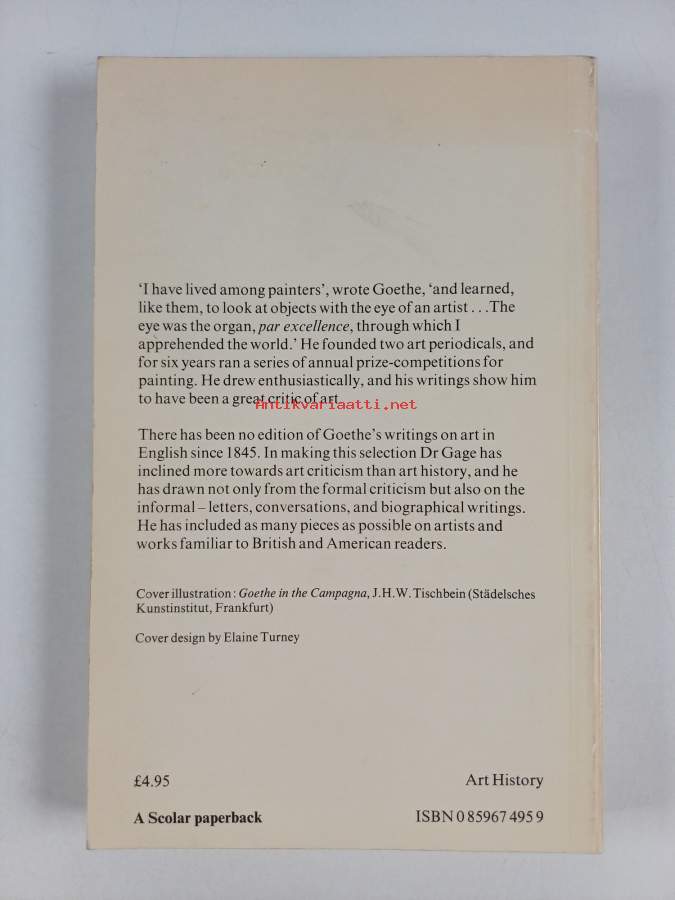 ‘I have lived among painters’, wrote Goethe, ‘and learned,
like them, to look at objects with the eye of an artist . . . The
eye was the organ, par excellence, through which I
apprehended the world.’ He founded two art periodicals, and
for six years ran a series of annual prize-competitions for
painting. He drew enthusiastically, and his writings show him
to have been a great critic of art.
Antikvariaatti.net
There has been no edition of Goethe’s writings on art in
English since 1845. In making this selection Dr Gage has
inclined more towards art criticism than art history, and he
has drawn not only from the formal criticism but also on the
informal – letters, conversations, and biographical writings.
He has included as many pieces as possible on artists and
works familiar to British and American readers.
Cover illustration: Goethe in the Campagna, J.H.W. Tischbein (Städelsches
Kunstinstitut, Frankfurt)
Cover design by Elaine Turney
£4.95
Art History
A Scolar paperback
ISBN 0 85967 495 9